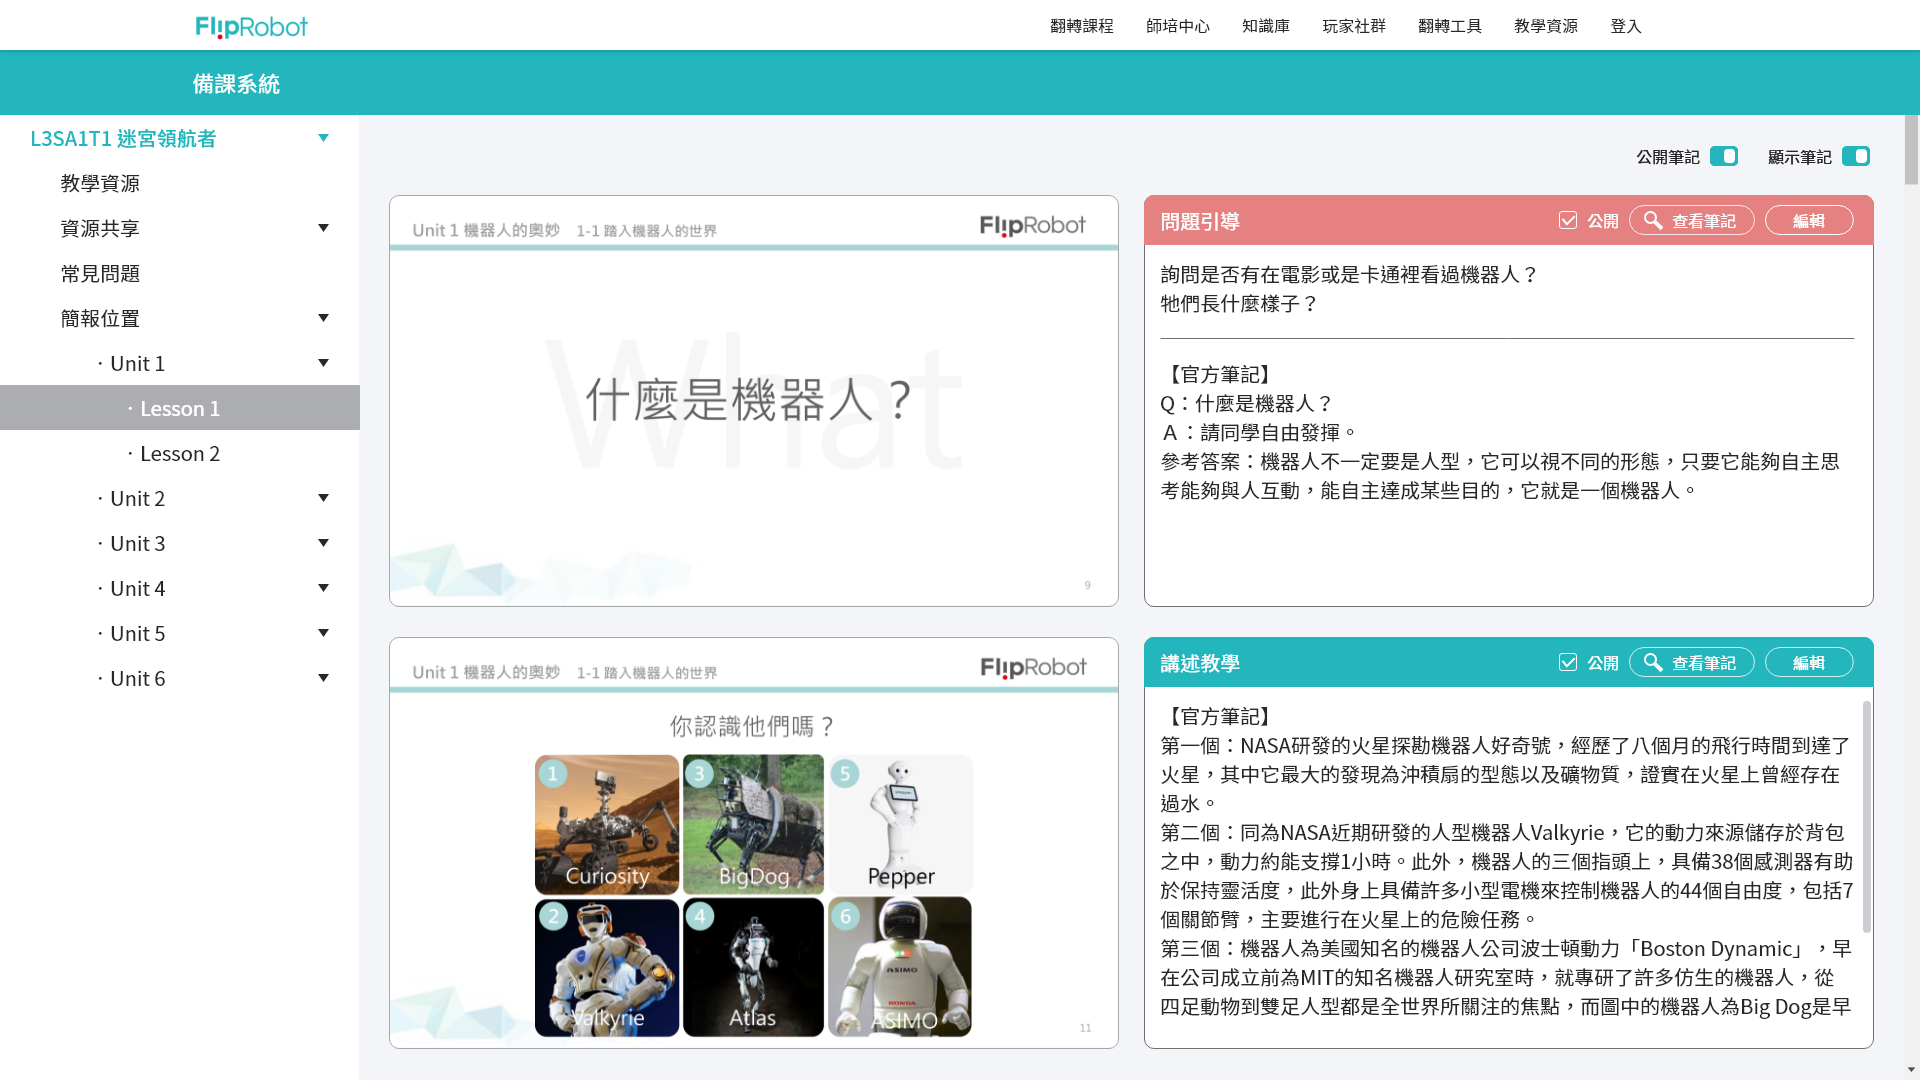 FlipRobot
翻轉課程 師培中心 知識庫 玩家社群 翻轉工具 教學資源 登入
備課系統
L3SA1T1 迷宮領航者
教學資源
資源共享
常見問題
簡報位置
· Unit 1
· Lesson 1
· Lesson 2
· Unit 2
· Unit 3
· Unit 4
· Unit 5
· Unit 6
公開筆記 顯示筆記
Unit 1 機器人的奧妙 1-1 踏入機器人的世界 FlipRobot
What
什麼是機器人？
9
問題引導 公開 查看筆記 編輯
詢問是否有在電影或是卡通裡看過機器人？
牠們長什麼樣子？
【官方筆記】
Q：什麼是機器人？
Ａ：請同學自由發揮。
參考答案：機器人不一定要是人型，它可以視不同的形態，只要它能夠自主思
考能夠與人互動，能自主達成某些目的，它就是一個機器人。
Unit 1 機器人的奧妙 1-1 踏入機器人的世界 FlipRobot
你認識他們嗎？
1 3 5
Curiosity BigDog Pepper
2 4 6
ASIMO
HONDA
Valkyrie Atlas ASIMO
11
講述教學 公開 查看筆記 編輯
【官方筆記】
第一個：NASA研發的火星探勘機器人好奇號，經歷了八個月的飛行時間到達了
火星，其中它最大的發現為沖積扇的型態以及礦物質，證實在火星上曾經存在
過水。
第二個：同為NASA近期研發的人型機器人Valkyrie，它的動力來源儲存於背包
之中，動力約能支撐1小時。此外，機器人的三個指頭上，具備38個感測器有助
於保持靈活度，此外身上具備許多小型電機來控制機器人的44個自由度，包括7
個關節臂，主要進行在火星上的危險任務。
第三個：機器人為美國知名的機器人公司波士頓動力「Boston Dynamic」，早
在公司成立前為MIT的知名機器人研究室時，就專研了許多仿生的機器人，從
四足動物到雙足人型都是全世界所關注的焦點，而圖中的機器人為Big Dog是早